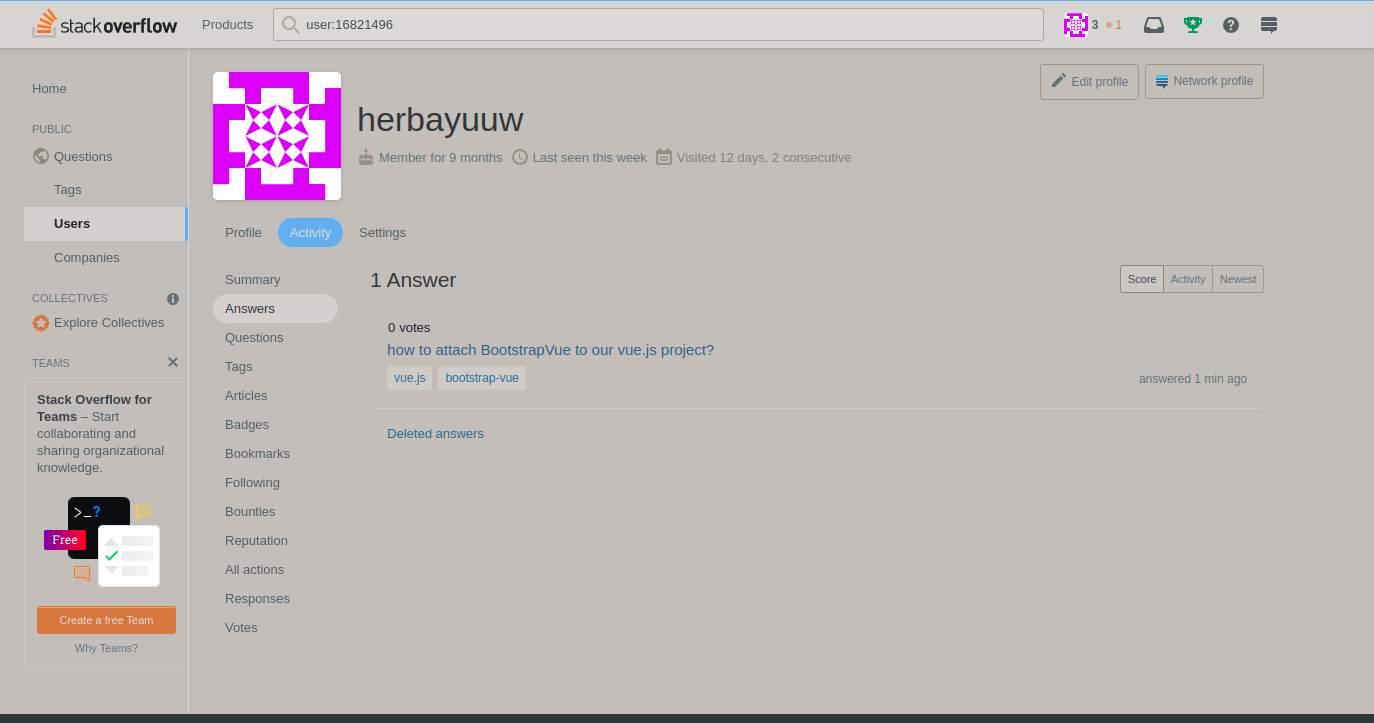 stackoverflow
Products
user:16821496
3
1
Home
PUBLIC
Questions
Tags
Users
Companies
COLLECTIVES
Explore Collectives
TEAMS
Stack Overflow for
Teams – Start
collaborating and
sharing organizational
knowledge.
>_?
Free
Create a free Team
Why Teams?
Edit profile
Network profile
herbayuuw
Member for 9 months
Last seen this week
Visited 12 days, 2 consecutive
Profile
Activity
Settings
Summary
Answers
Questions
Tags
Articles
Badges
Bookmarks
Following
Bounties
Reputation
All actions
Responses
Votes
1 Answer
Score
Activity
Newest
0 votes
how to attach BootstrapVue to our vue.js project?
vue.js
bootstrap-vue
answered 1 min ago
Deleted answers